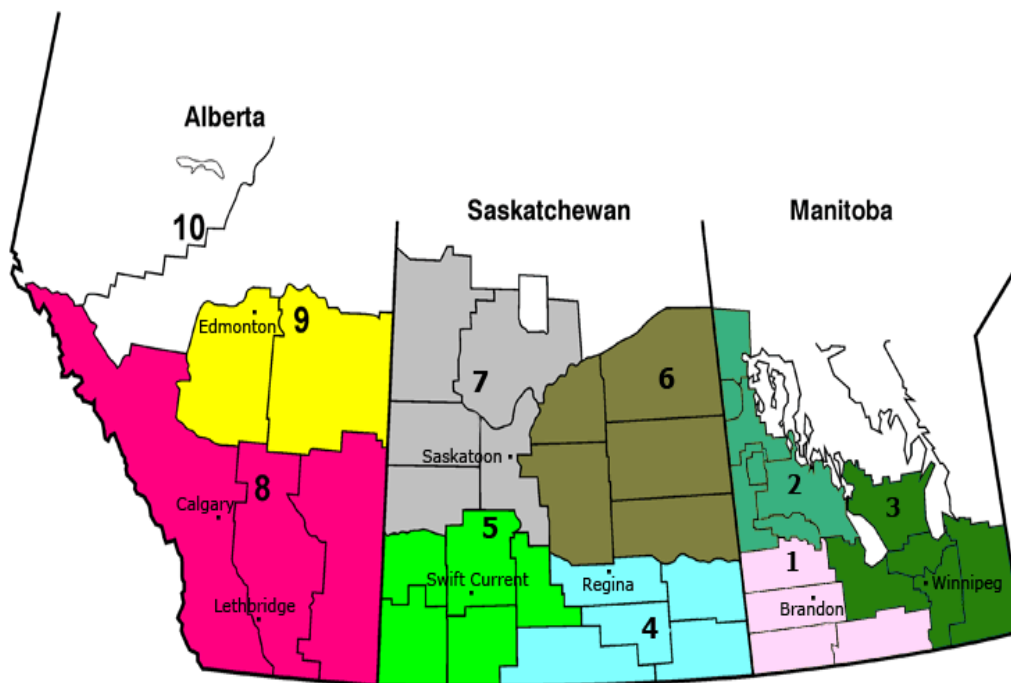 Alberta
Saskatchewan
Manitoba
10
Edmonton
9
7
6
Saskatoon
Calgary
8
5
2
3
Swift Current
Regina
1
Winnipeg
Lethbridge
Brandon
4